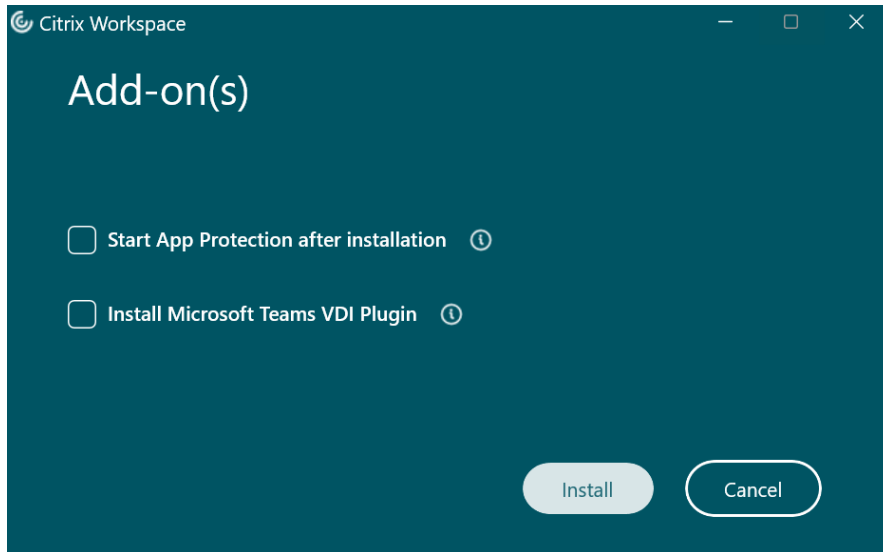 Citrix Workspace
Add-on(s)
Start App Protection after installation
Install Microsoft Teams VDI Plugin
Install
Cancel